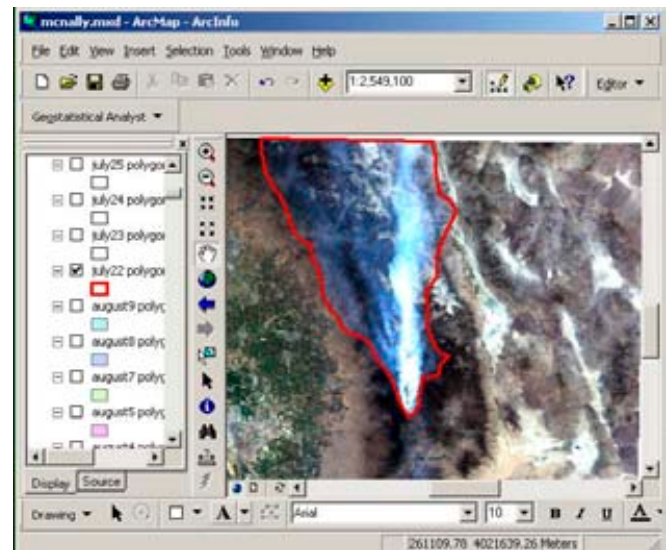 mcnally.mxd - ArcMap - ArcInfo
File Edit View Insert Selection Tools Window Help
1:2,549,100
Editor
Geostatistical Analyst
july25 polygon
july24 polygon
july23 polygon
july22 polygon
august9 polyg
august8 polyg
august7 polyg
august5 polyg
august4 polyg
Display Source
Drawing A Arial 10 B I U A
261109.78 4021639.26 Meters